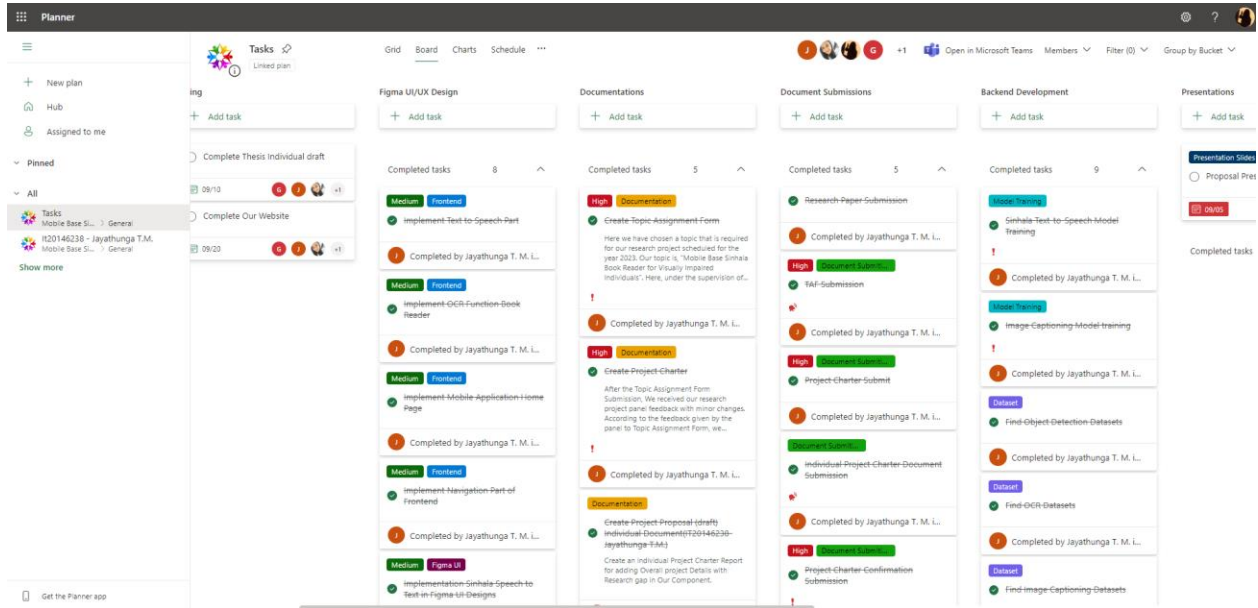 Planner
?
New plan
Hub
Assigned to me
Pinned
All
Tasks
Mobile Base Si... > General
It20146238 - Jayathunga T.M.
Mobile Base Si... > General
Show more
Get the Planner app
Tasks
Linked plan
Grid Board Charts Schedule ...
J G +1 Open in Microsoft Teams Members Filter (0) Group by Bucket
ing
+ Add task
Complete Thesis Individual draft
09/10 G J +1
Complete Our Website
09/20 G J +1
Figma UI/UX Design
+ Add task
Completed tasks 8
Medium Frontend
Implement Text to Speech Part
J Completed by Jayathunga T. M. i...
Medium Frontend
Implement OCR Function Book
Reader
J Completed by Jayathunga T. M. i...
Medium Frontend
Implement Mobile Application Home
Page
J Completed by Jayathunga T. M. i...
Medium Frontend
Implement Navigation Part of
Frontend
J Completed by Jayathunga T. M. i...
Medium Figma UI
Implementation Sinhala Speech to
Text in Figma UI Designs
Documentations
+ Add task
Completed tasks 5
High Documentation
Create Topic Assignment Form
Here we have chosen a topic that is required
for our research project scheduled for the
year 2023. Our topic is, "Mobile Base Sinhala
Book Reader for Visually Impaired
Individuals". Here, under the supervision of...
!
J Completed by Jayathunga T. M. i...
High Documentation
Create Project Charter
After the Topic Assignment Form
Submission, We received our research
project panel feedback with minor changes.
According to the feedback given by the
panel to Topic Assignment Form, we...
!
J Completed by Jayathunga T. M. i...
Documentation
Create Project Proposal (draft)
Individual Document(IT20146238-
Jayathunga T.M.)
Create an individual Project Charter Report
for adding Overall project Details with
Research gap in Our Component.
Document Submissions
+ Add task
Completed tasks 5
Research Paper Submission
J Completed by Jayathunga T. M. i...
High Document Submiti...
TAF Submission
J Completed by Jayathunga T. M. i...
High Document Submiti...
Project Charter Submit
J Completed by Jayathunga T. M. i...
Document Submiti...
Individual Project Charter Document
Submission
J Completed by Jayathunga T. M. i...
High Document Submiti...
Project Charter Confirmation
Submission
!
Backend Development
+ Add task
Completed tasks 9
Model Training
Sinhala Text-to-Speech Model
Training
!
J Completed by Jayathunga T. M. i...
Model Training
Image Captioning Model training
!
J Completed by Jayathunga T. M. i...
Dataset
Find Object Detection Datasets
J Completed by Jayathunga T. M. i...
Dataset
Find OCR Datasets
J Completed by Jayathunga T. M. i...
Dataset
Find Image Captioning Datasets
Presentations
+ Add task
Presentation Slides
Proposal Pres
09/05
Completed tasks